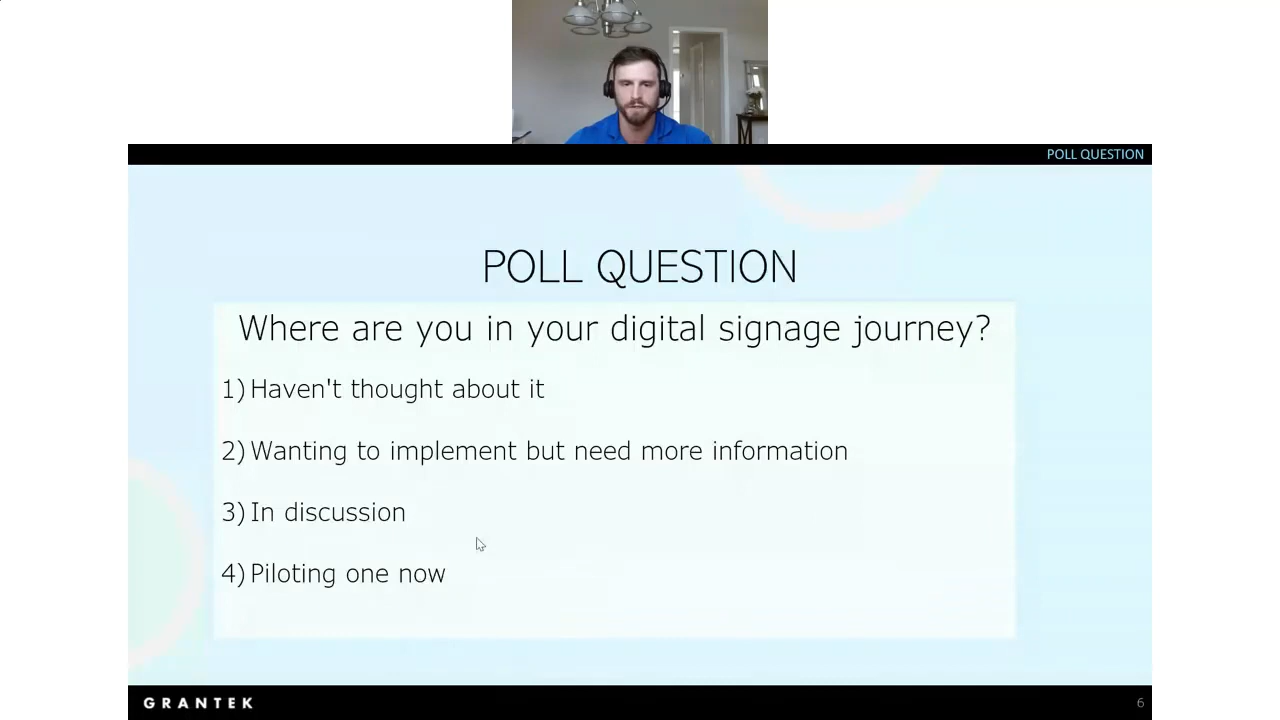 POLL QUESTION
POLL QUESTION
Where are you in your digital signage journey?
1) Haven't thought about it
2) Wanting to implement but need more information
3) In discussion
4) Piloting one now
GRANTEK
6